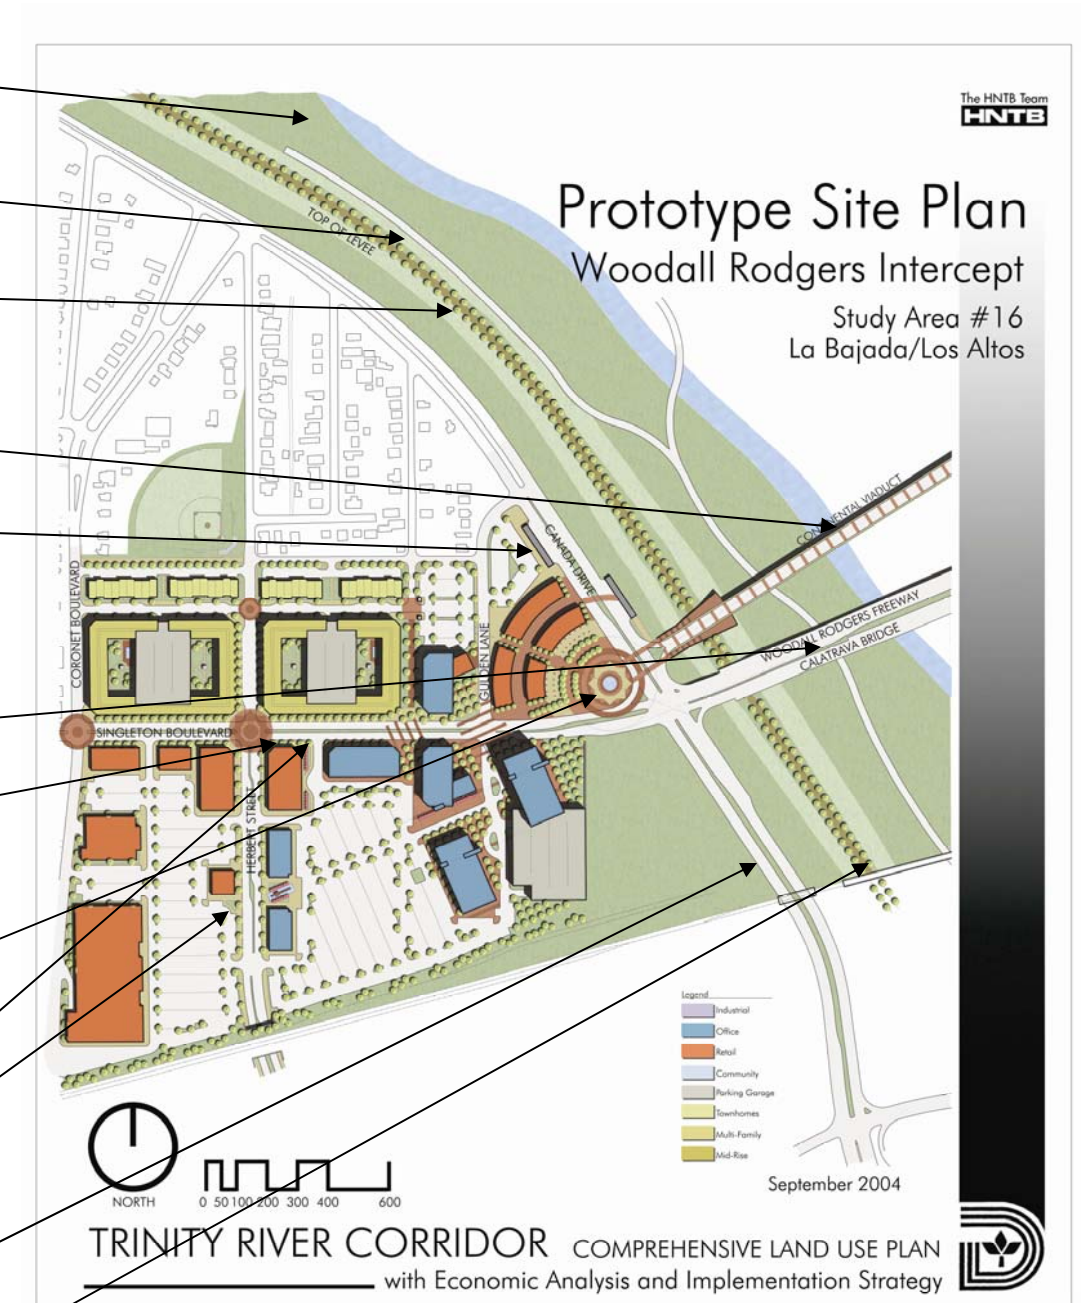 The HNTB Team
HNTB
Prototype Site Plan
Woodall Rodgers Intercept
Study Area #16
La Bajada/Los Altos
TOP OF LEVEE
CONTINENTAL VIADUCT
CANADA DRIVE
WOODALL RODGERS FREEWAY
CALATRAVA BRIDGE
CORONET BOULEVARD
GULDEN LANE
SINGLETON BOULEVARD
HERBERT STREET
Legend
Industrial
Office
Retail
Community
Parking Garage
Townhomes
Multi-Family
Mid-Rise
September 2004
NORTH
0 50 100 200 300 400 600
TRINITY RIVER CORRIDOR COMPREHENSIVE LAND USE PLAN
with Economic Analysis and Implementation Strategy